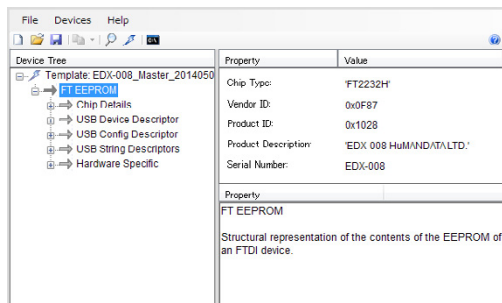 File Devices Help
Device Tree
Template: EDX-008_Master_2014050
FT EEPROM
Chip Details
USB Device Descriptor
USB Config Descriptor
USB String Descriptors
Hardware Specific
Property Value
Chip Type: 'FT2232H'
Vendor ID: 0x0F87
Product ID: 0x1028
Product Description: 'EDX 008 HuMANDATA LTD.'
Serial Number: EDX-008
Property
FT EEPROM
Structural representation of the contents of the EEPROM of
an FTDI device.